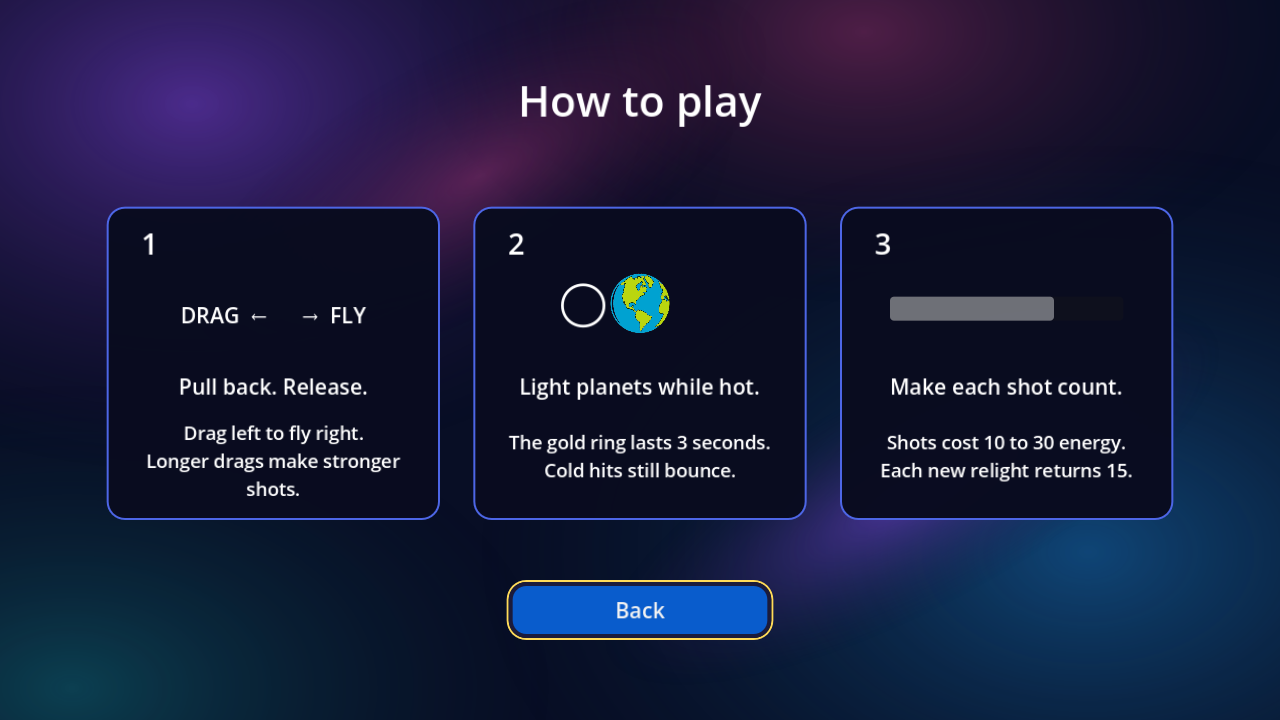 How to play
1
DRAG ← → FLY
Pull back. Release.
Drag left to fly right.
Longer drags make stronger
shots.
2
Light planets while hot.
The gold ring lasts 3 seconds.
Cold hits still bounce.
3
Make each shot count.
Shots cost 10 to 30 energy.
Each new relight returns 15.
Back